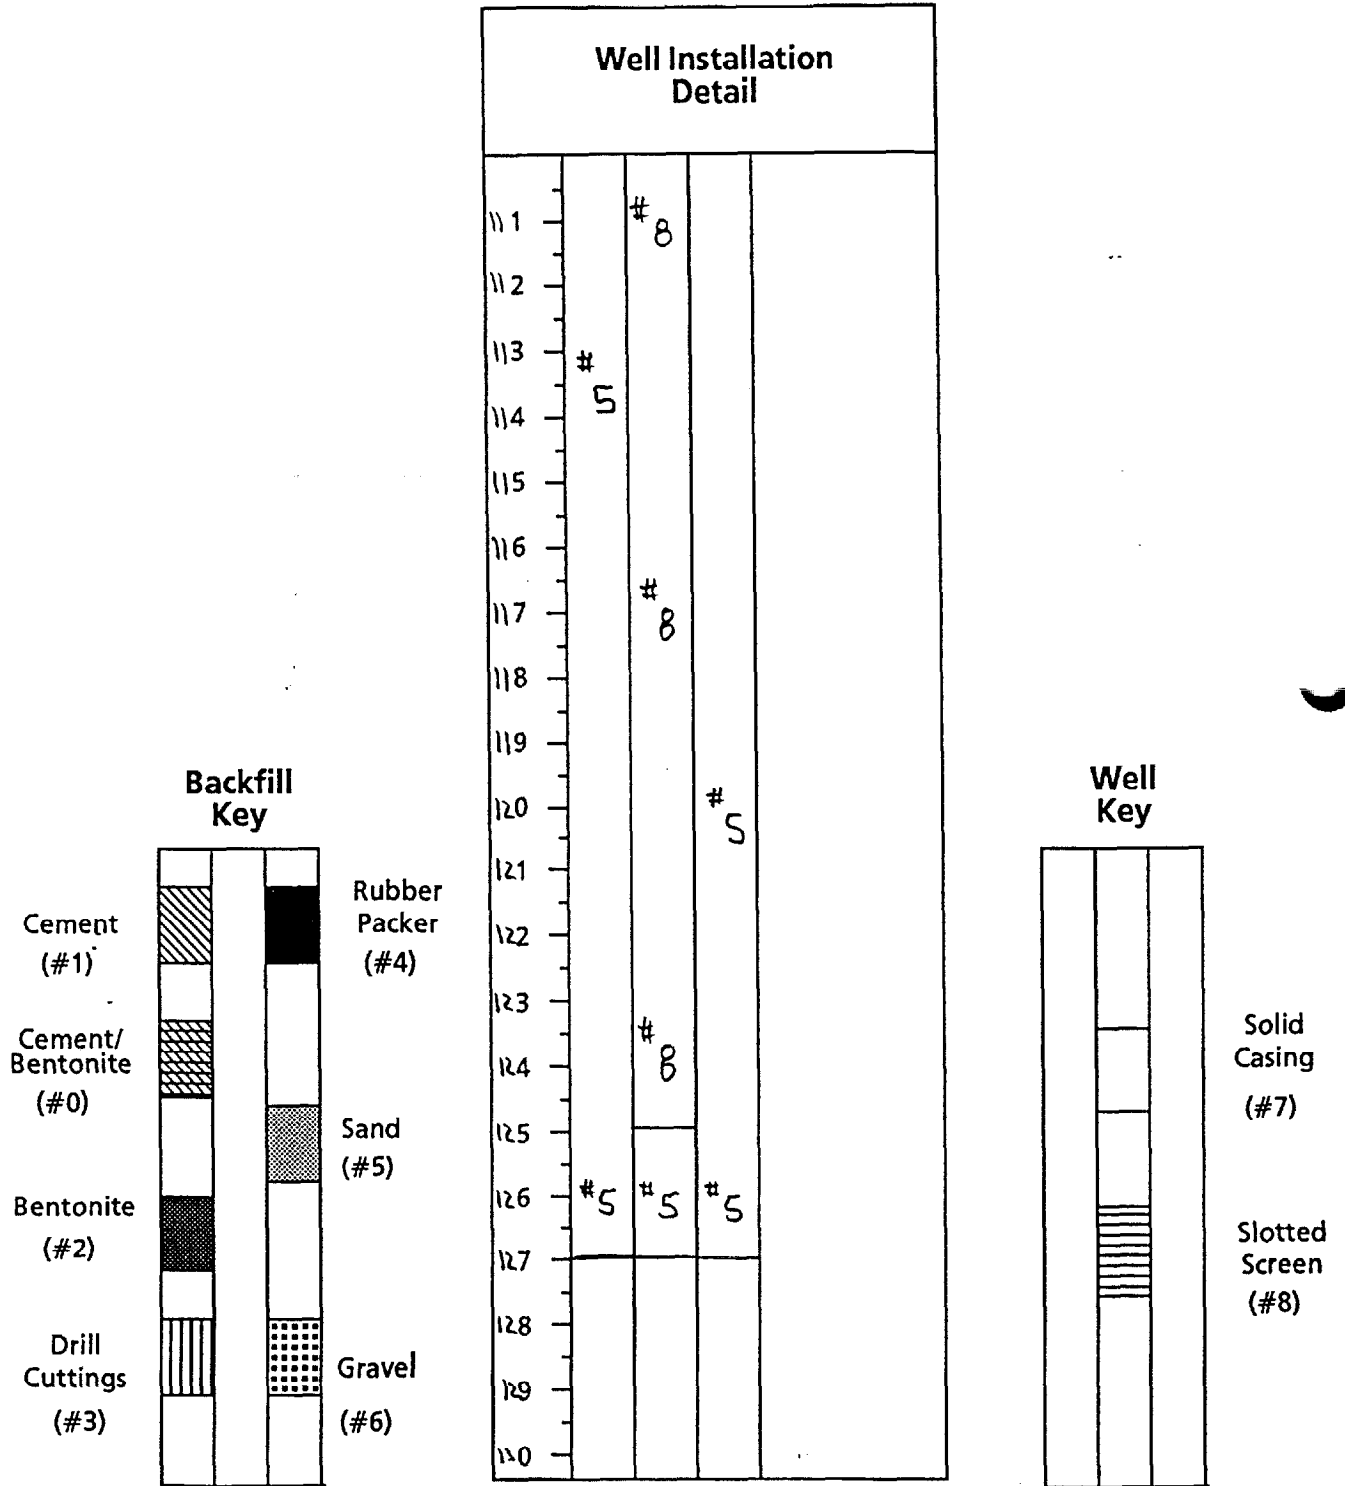 Well Installation
Detail
111
#8
112
113
#5
114
115
116
#8
117
118
119
120
#5
121
122
123
#8
124
125
126
#5
#5
#5
127
128
129
130
Backfill
Key
Cement
(#1)
Rubber
Packer
(#4)
Cement/
Bentonite
(#0)
Sand
(#5)
Bentonite
(#2)
Drill
Cuttings
(#3)
Gravel
(#6)
Well
Key
Solid
Casing
(#7)
Slotted
Screen
(#8)